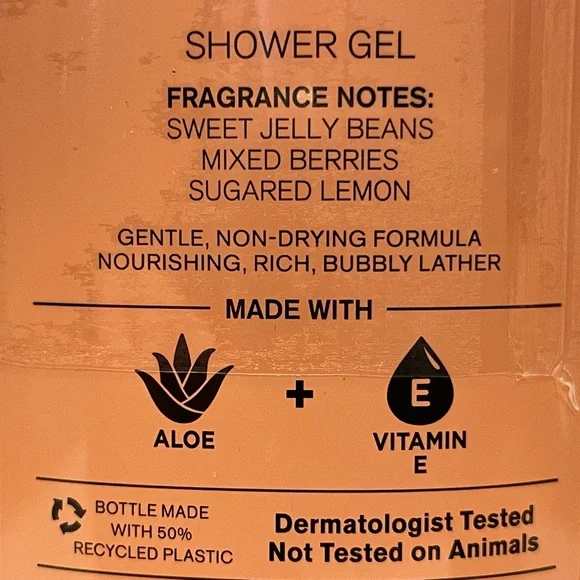 SHOWER GEL
FRAGRANCE NOTES:
SWEET JELLY BEANS
MIXED BERRIES
SUGARED LEMON
GENTLE, NON-DRYING FORMULA
NOURISHING, RICH, BUBBLY LATHER
MADE WITH
E
+
ALOE
VITAMIN
E
BOTTLE MADE
WITH 50%
RECYCLED PLASTIC
Dermatologist Tested
Not Tested on Animals